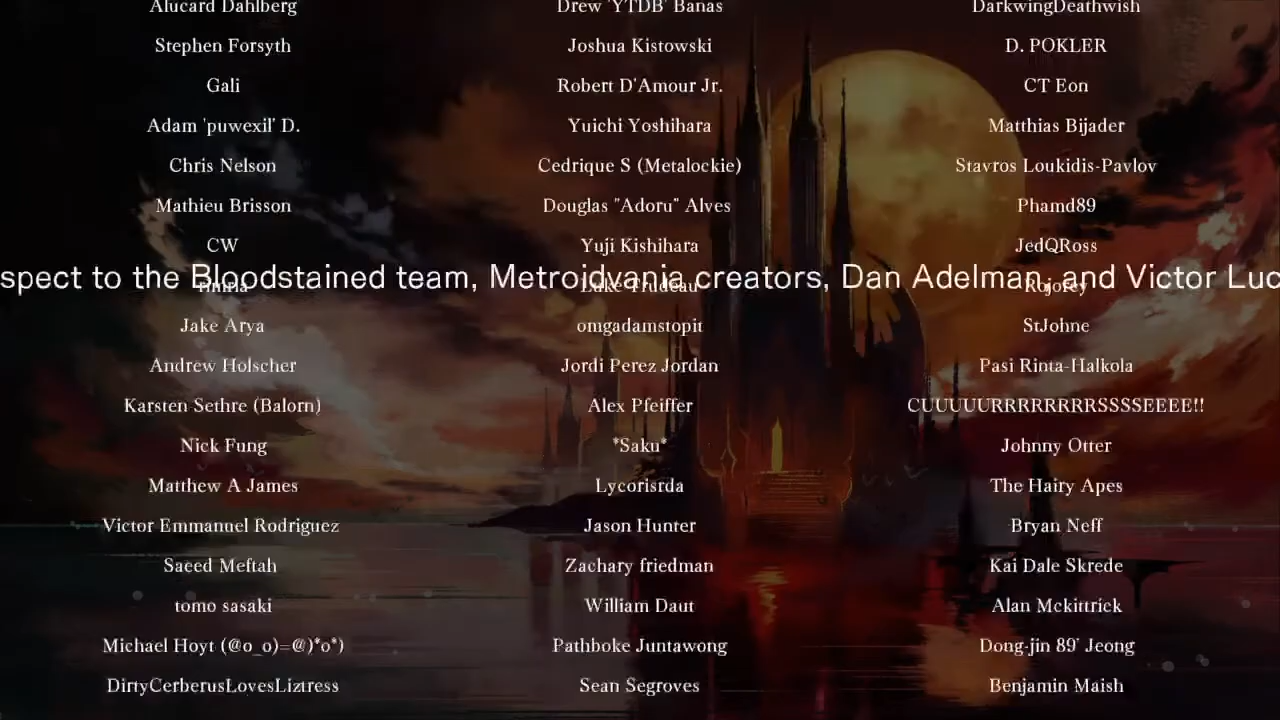 Alucard Dahlberg Drew 'YTDB' Banas DarkwingDeathwish
Stephen Forsyth Joshua Kistowski D. POKLER
Gali Robert D'Amour Jr. CT Eon
Adam 'puwexil' D. Yuichi Yoshihara Matthias Bijader
Chris Nelson Cedrique S (Metalockie) Stavros Loukidis-Pavlov
Mathieu Brisson Douglas "Adoru" Alves Phamd89
CW Yuji Kishihara JedQRoss
spect to the Bloodstained team, Metroidvania creators, Dan Adelman, and Victor Luc
Luke Trudeau Rojorey
Jake Arya omgadamstopit StJohne
Andrew Holscher Jordi Perez Jordan Pasi Rinta-Halkola
Karsten Sethre (Balorn) Alex Pfeiffer CUUUUURRRRRRRRSSSSEEEE!!
Nick Fung *Saku* Johnny Otter
Matthew A James Lycorisrda The Hairy Apes
Victor Emmanuel Rodriguez Jason Hunter Bryan Neff
Saeed Meftah Zachary friedman Kai Dale Skrede
tomo sasaki William Daut Alan Mckittrick
Michael Hoyt (@o_o)=@)*o*) Pathboke Juntawong Dong-jin 89' Jeong
DirtyCerberusLovesLiztress Sean Segroves Benjamin Maish